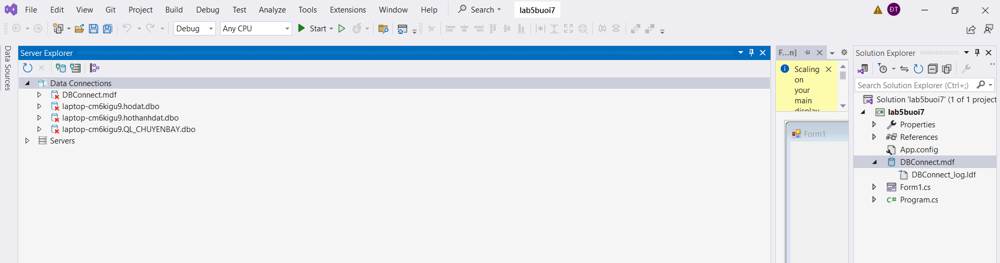 File Edit View Git Project Build Debug Test Analyze Tools Extensions Window Help Search lab5buoi7 ĐT
Debug Any CPU Start
Data Sources
Server Explorer
Data Connections
DBConnect.mdf
laptop-cm6kigu9.hodat.dbo
laptop-cm6kigu9.hothanhdat.dbo
laptop-cm6kigu9.QL_CHUYENBAY.dbo
Servers
F...n]
Scaling
on
your
main
display
Form1
Solution Explorer
Search Solution Explorer (Ctrl+;)
Solution 'lab5buoi7' (1 of 1 project
C# lab5buoi7
Properties
References
App.config
DBConnect.mdf
DBConnect_log.ldf
Form1.cs
C# Program.cs